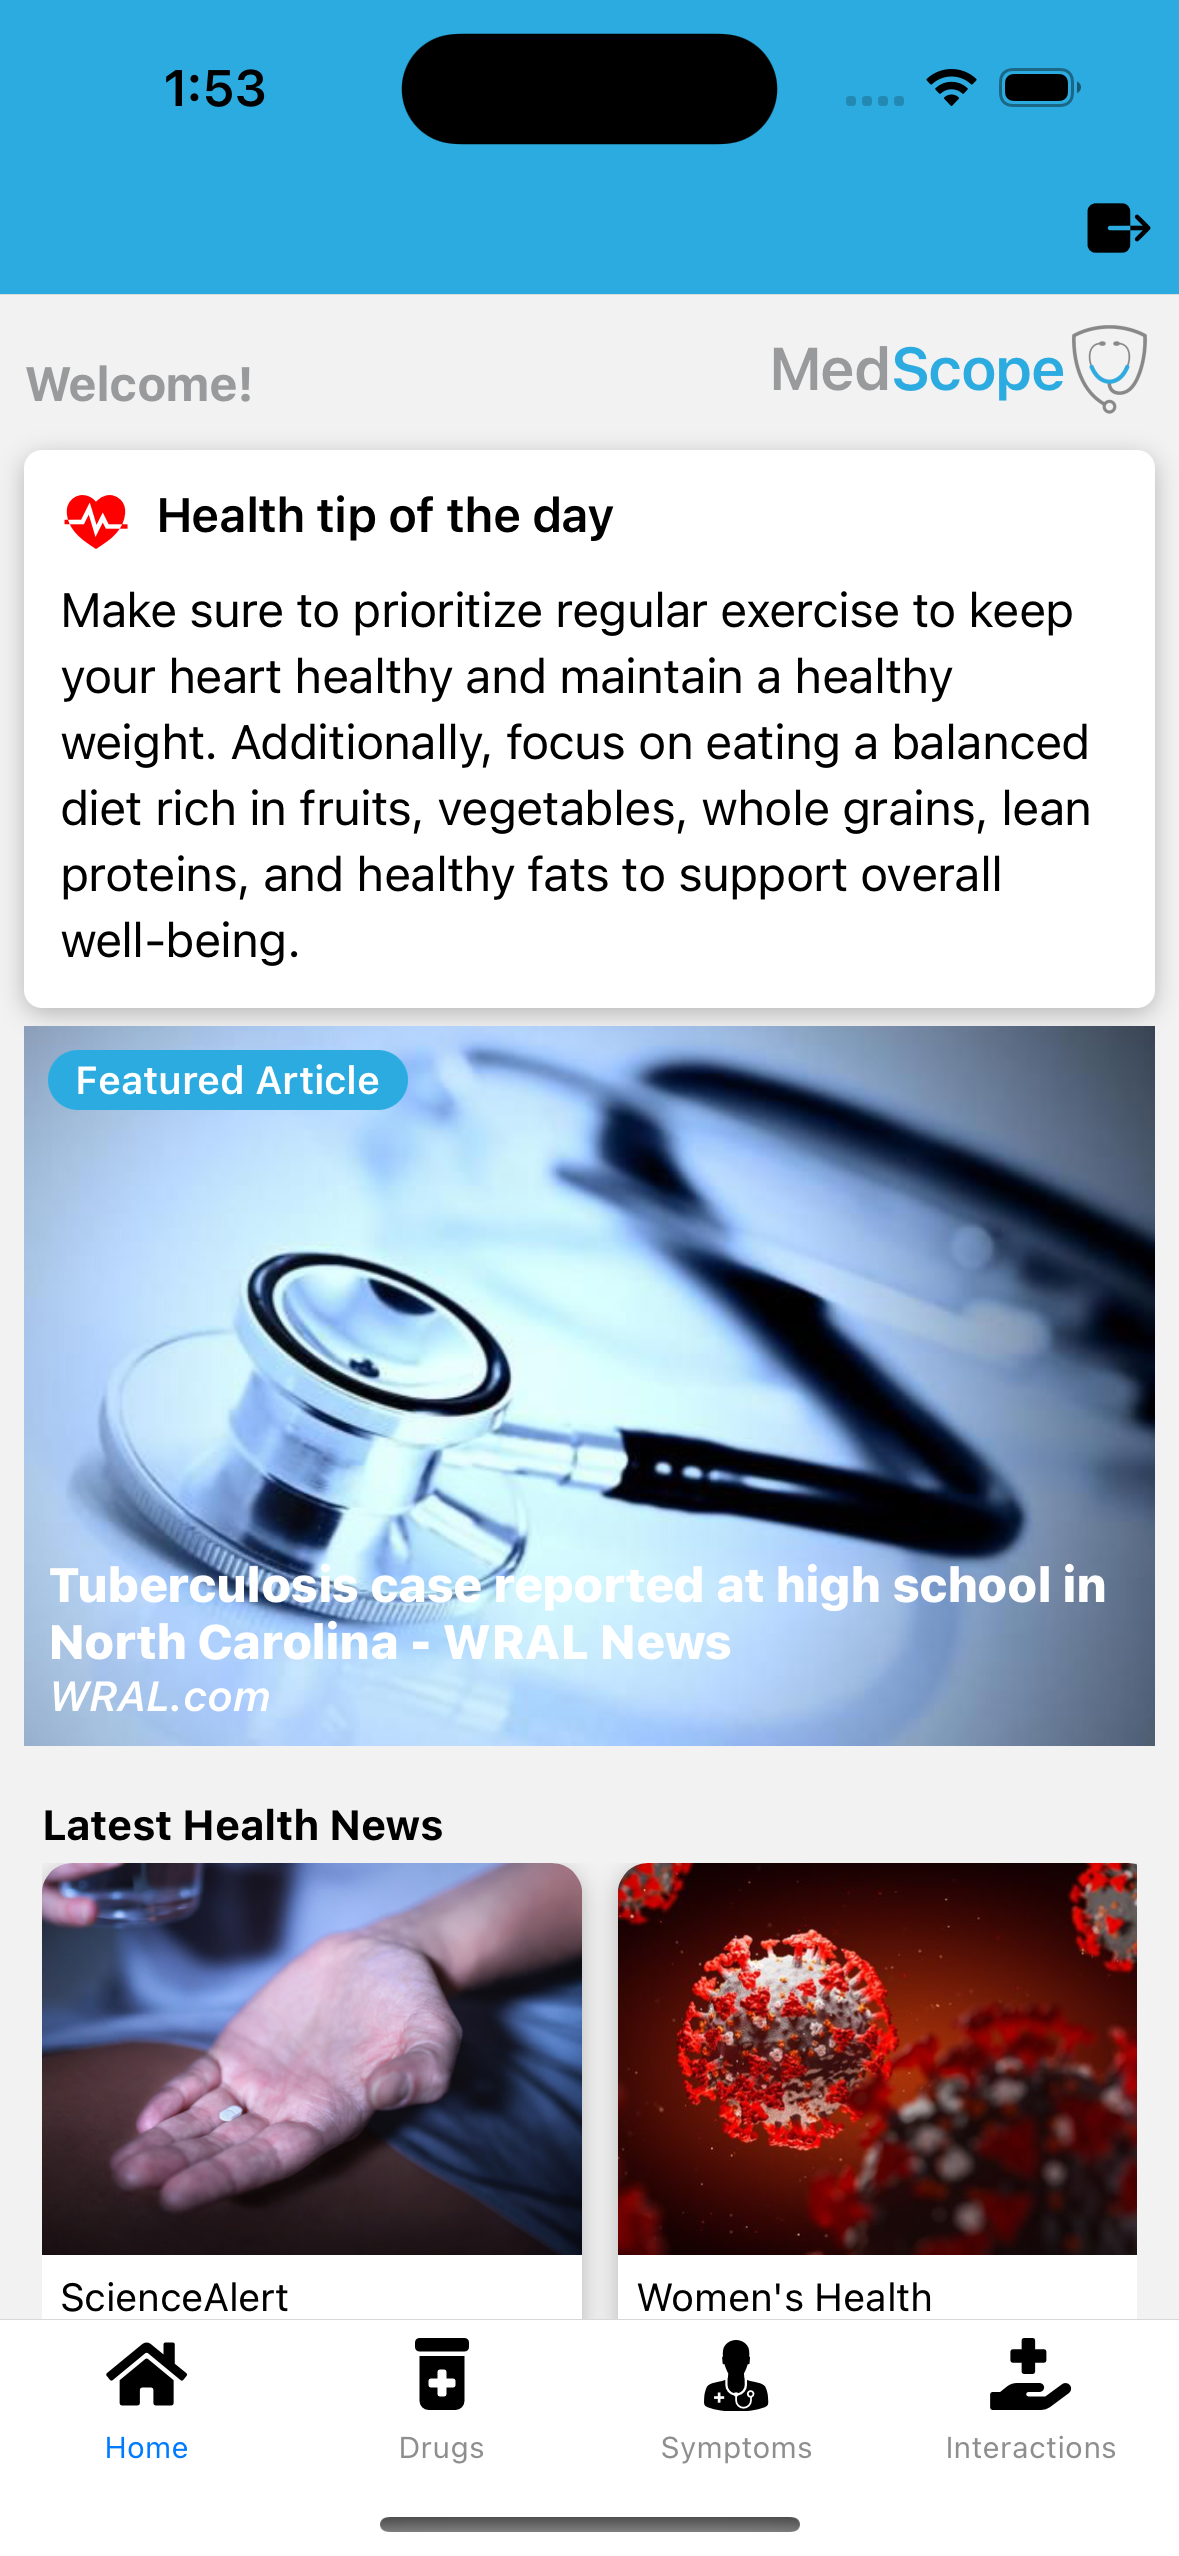 1:53
Welcome!
MedScope
Health tip of the day
Make sure to prioritize regular exercise to keep
your heart healthy and maintain a healthy
weight. Additionally, focus on eating a balanced
diet rich in fruits, vegetables, whole grains, lean
proteins, and healthy fats to support overall
well-being.
Featured Article
Tuberculosis case reported at high school in
North Carolina - WRAL News
WRAL.com
Latest Health News
ScienceAlert
Women's Health
Home
Drugs
Symptoms
Interactions